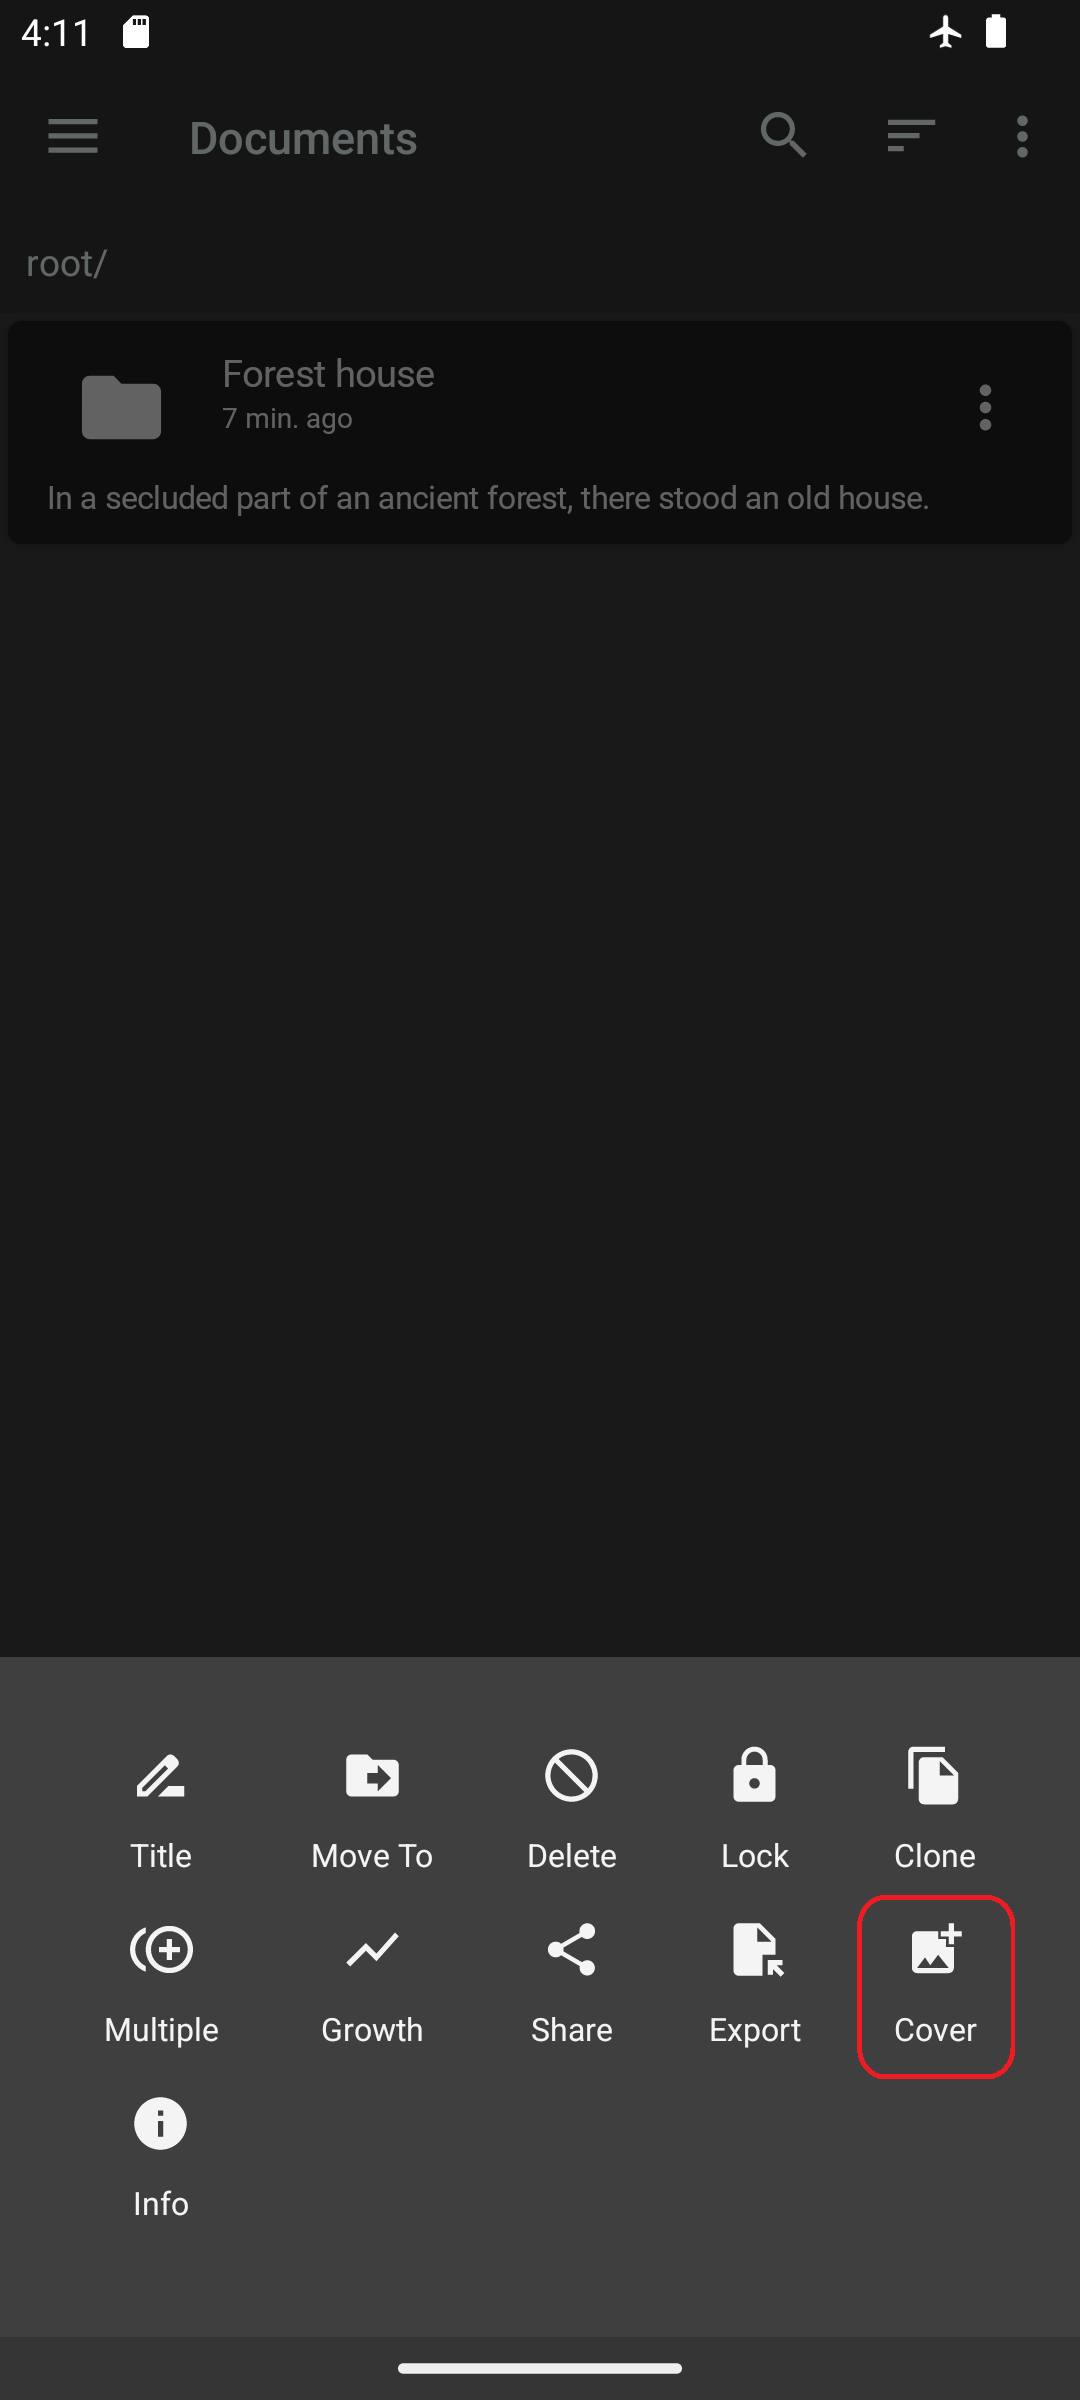 4:11
Documents
root/
Forest house
7 min. ago
In a secluded part of an ancient forest, there stood an old house.
Title
Move To
Delete
Lock
Clone
Multiple
Growth
Share
Export
Cover
Info